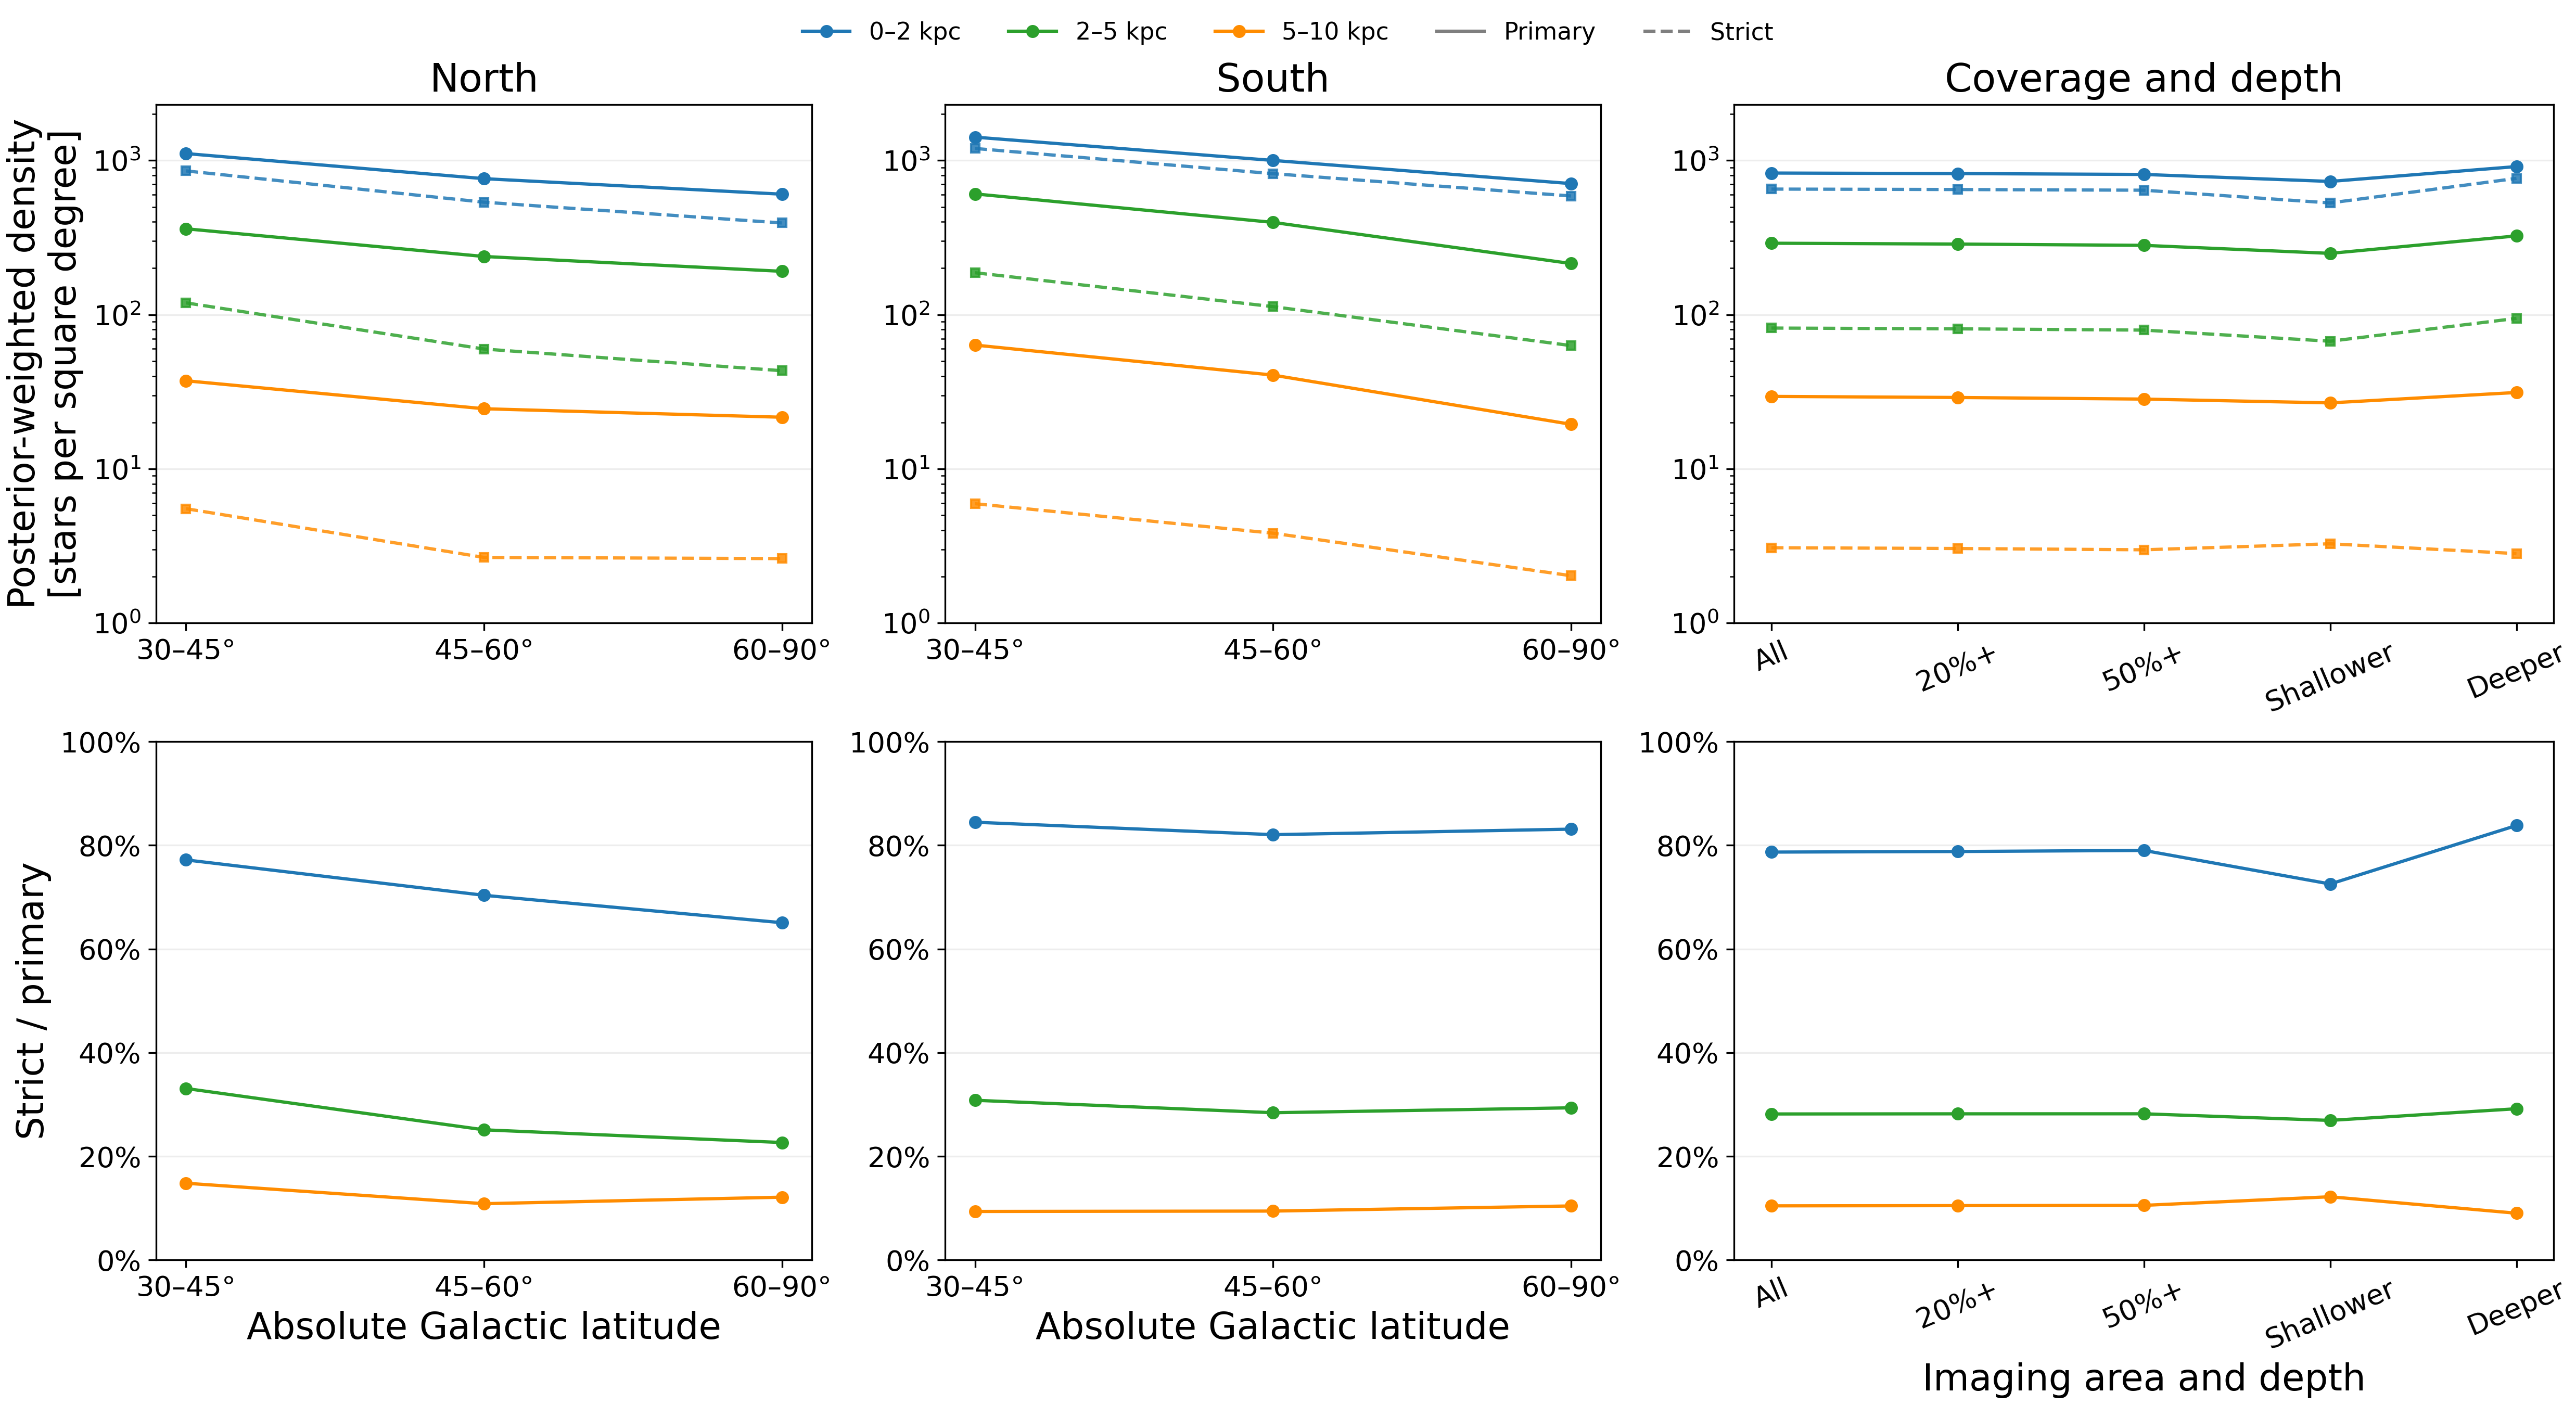 0–2 kpc 2–5 kpc 5–10 kpc Primary Strict
North South Coverage and depth
Posterior-weighted density
[stars per square degree]
10³ 10³ 10³
10² 10² 10²
10¹ 10¹ 10¹
10⁰ 10⁰ 10⁰
30–45° 45–60° 60–90° 30–45° 45–60° 60–90° All 20%+ 50%+ Shallower Deeper
Strict / primary
100% 100% 100%
80% 80% 80%
60% 60% 60%
40% 40% 40%
20% 20% 20%
0% 0% 0%
30–45° 45–60° 60–90° 30–45° 45–60° 60–90° All 20%+ 50%+ Shallower Deeper
Absolute Galactic latitude Absolute Galactic latitude
Imaging area and depth